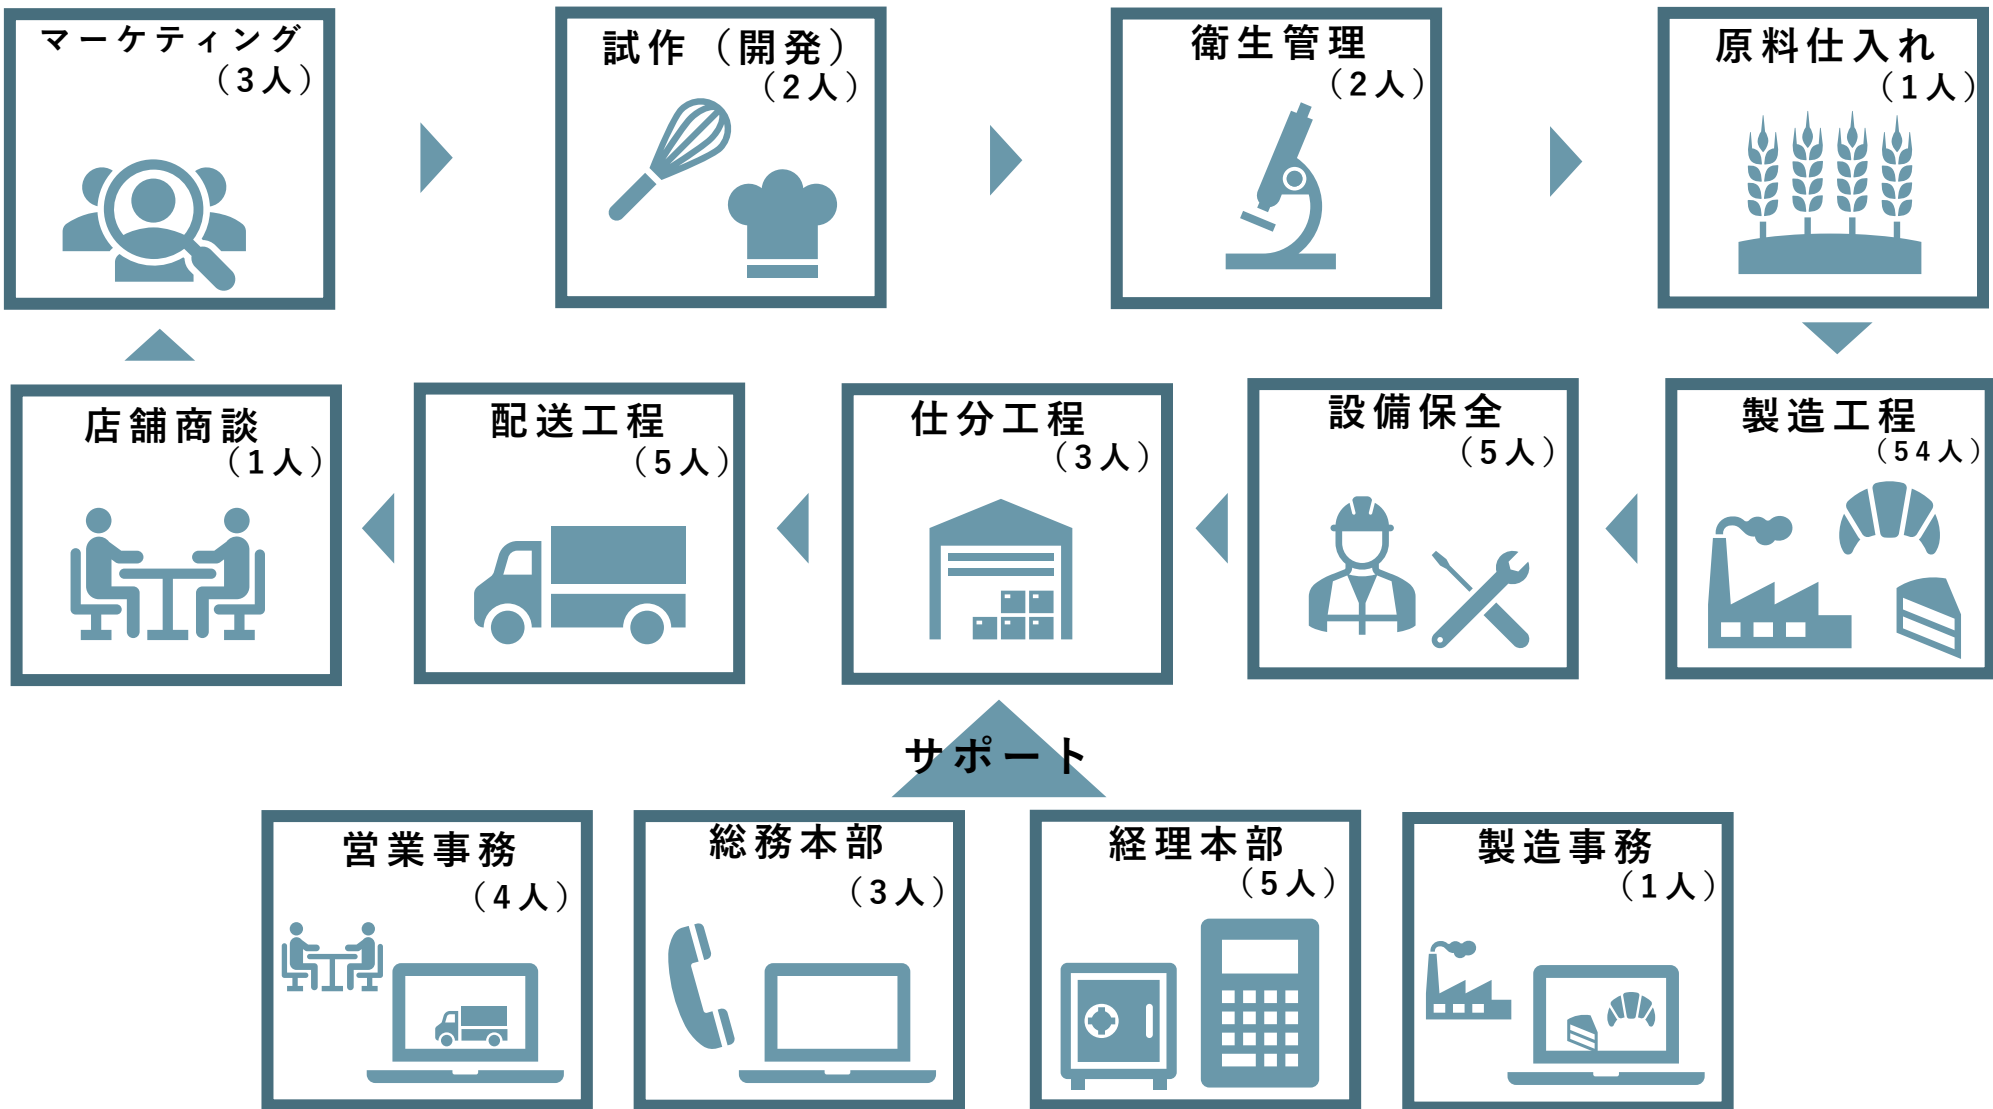 マーケティング
（3人）
試作（開発）
（2人）
衛生管理
（2人）
原料仕入れ
（1人）
店舗商談
（1人）
配送工程
（5人）
仕分工程
（3人）
設備保全
（5人）
製造工程
（54人）
サポート
営業事務
（4人）
総務本部
（3人）
経理本部
（5人）
製造事務
（1人）